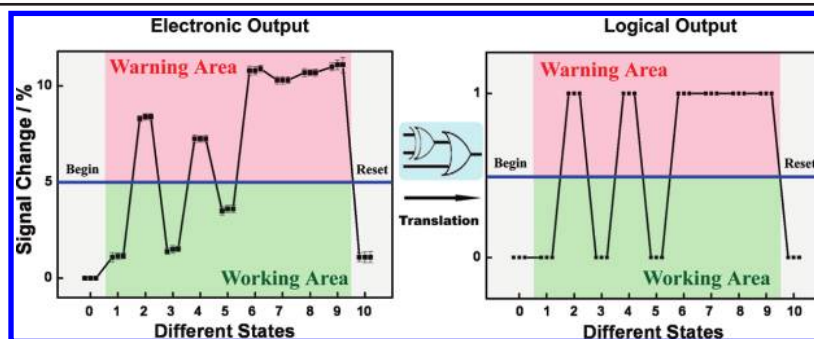 Electronic Output
Logical Output
Signal Change / %
10
5
0
Warning Area
Begin
Reset
Working Area
0 1 2 3 4 5 6 7 8 9 10
Different States
Translation
1
0
Warning Area
Begin
Reset
Working Area
0 1 2 3 4 5 6 7 8 9 10
Different States